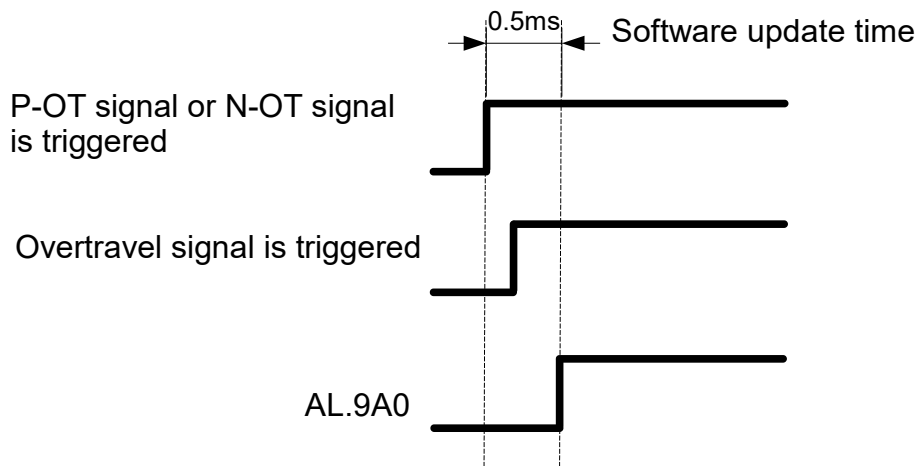 0.5ms
Software update time
P-OT signal or N-OT signal
is triggered
Overtravel signal is triggered
AL.9A0